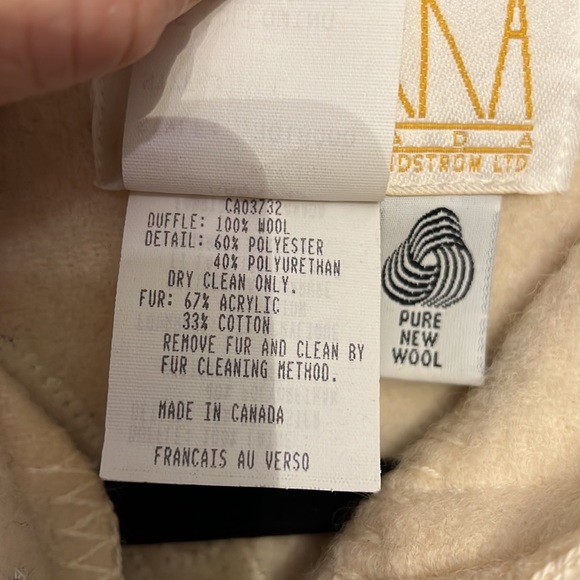 CA03732
DUFFLE: 100% WOOL
DETAIL: 60% POLYESTER
40% POLYURETHAN
DRY CLEAN ONLY.
FUR: 67% ACRYLIC
33% COTTON
REMOVE FUR AND CLEAN BY
FUR CLEANING METHOD.
MADE IN CANADA
FRANCAIS AU VERSO
PURE
NEW
WOOL
LTD